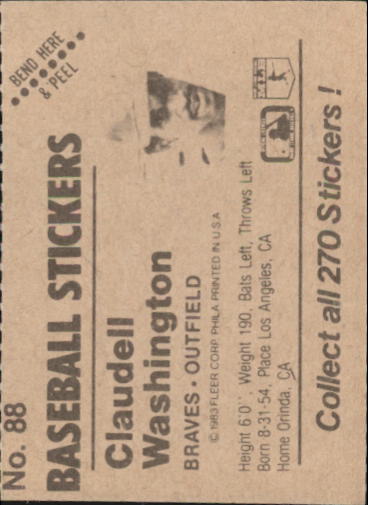 No. 88
BEND HERE
& PEEL
BASEBALL STICKERS
Claudell
Washington
BRAVES • OUTFIELD
© 1983 FLEER CORP. PHILA. PRINTED IN U.S.A.
Height 6'0'', Weight 190, Bats Left, Throws Left
Born 8-31-54, Place Los Angeles, CA
Home Orinda, CA
Collect all 270 Stickers !